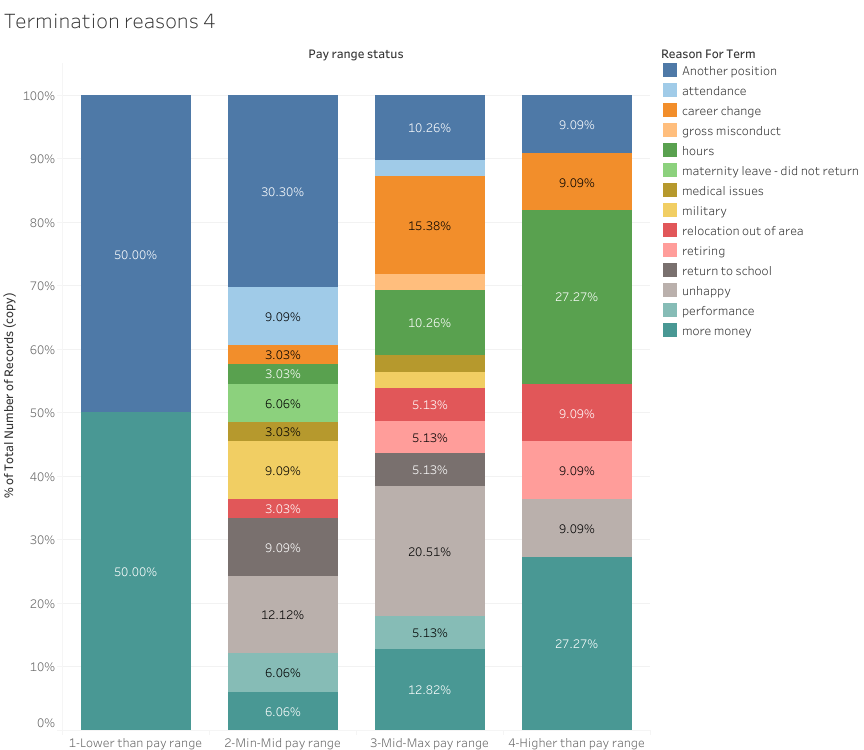 Termination reasons 4
Pay range status
Reason For Term
Another position
attendance
career change
gross misconduct
hours
maternity leave - did not return
medical issues
military
relocation out of area
retiring
return to school
unhappy
performance
more money
% of Total Number of Records (copy)
100%
90%
80%
70%
60%
50%
40%
30%
20%
10%
0%
50.00%
50.00%
30.30%
9.09%
3.03%
3.03%
6.06%
3.03%
9.09%
3.03%
9.09%
12.12%
6.06%
6.06%
10.26%
15.38%
10.26%
5.13%
5.13%
5.13%
20.51%
5.13%
12.82%
9.09%
9.09%
27.27%
9.09%
9.09%
9.09%
27.27%
1-Lower than pay range
2-Min-Mid pay range
3-Mid-Max pay range
4-Higher than pay range